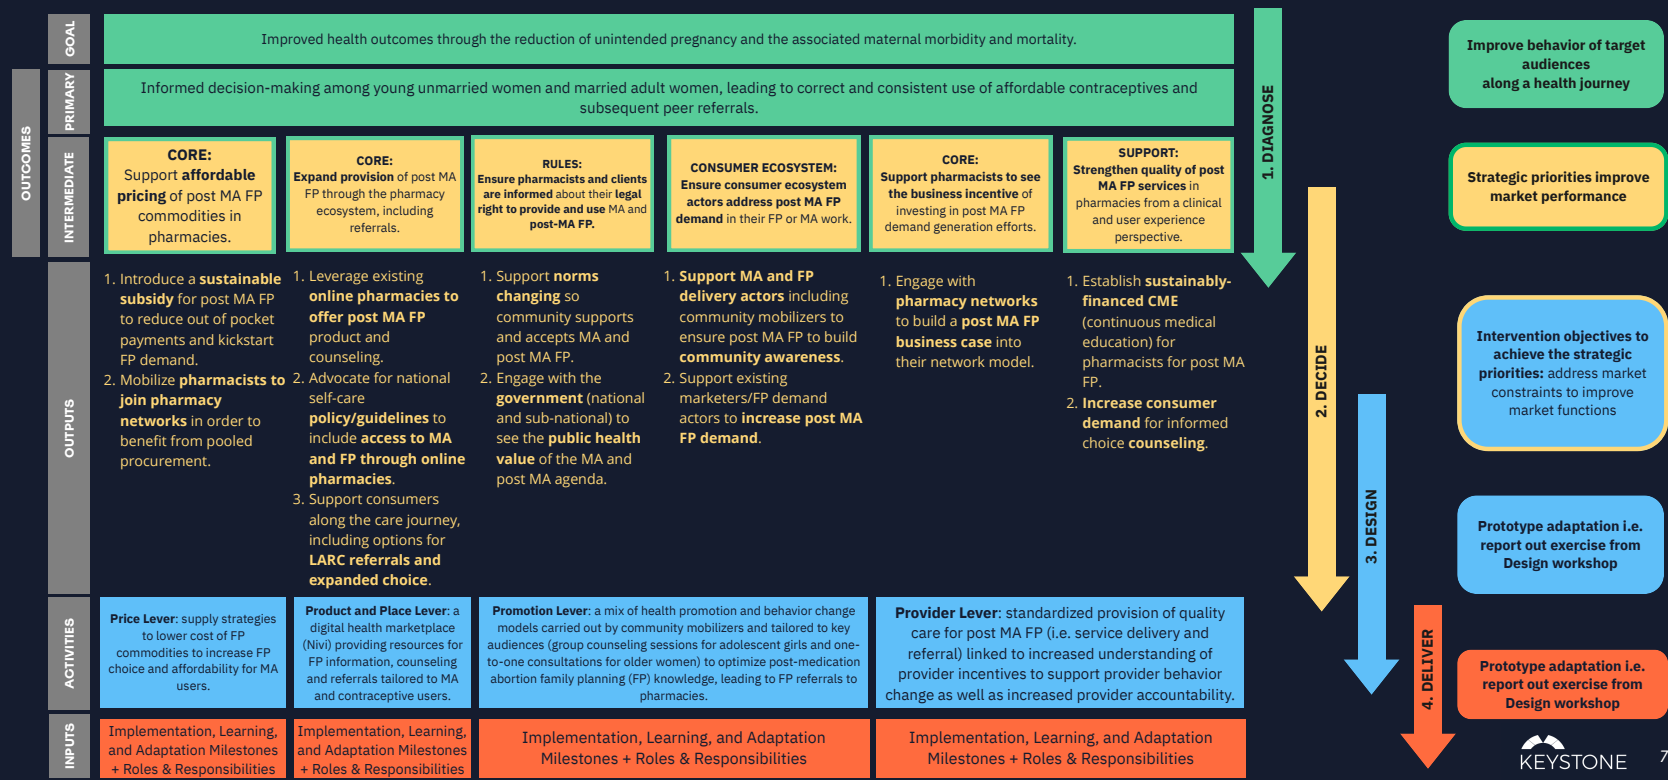 GOAL
Improved health outcomes through the reduction of unintended pregnancy and the associated maternal morbidity and mortality.
OUTCOMES
PRIMARY
Informed decision-making among young unmarried women and married adult women, leading to correct and consistent use of affordable contraceptives and
subsequent peer referrals.
INTERMEDIATE
CORE:
Support affordable
pricing of post MA FP
commodities in
pharmacies.
CORE:
Expand provision of post MA
FP through the pharmacy
ecosystem, including
referrals.
RULES:
Ensure pharmacists and clients
are informed about their legal
right to provide and use MA and
post-MA FP.
CONSUMER ECOSYSTEM:
Ensure consumer ecosystem
actors address post MA FP
demand in their FP or MA work.
CORE:
Support pharmacists to see
the business incentive of
investing in post MA FP
demand generation efforts.
SUPPORT:
Strengthen quality of post
MA FP services in
pharmacies from a clinical
and user experience
perspective.
OUTPUTS
1. Introduce a sustainable
subsidy for post MA FP
to reduce out of pocket
payments and kickstart
FP demand.
2. Mobilize pharmacists to
join pharmacy
networks in order to
benefit from pooled
procurement.
1. Leverage existing
online pharmacies to
offer post MA FP
product and
counseling.
2. Advocate for national
self-care
policy/guidelines to
include access to MA
and FP through online
pharmacies.
3. Support consumers
along the care journey,
including options for
LARC referrals and
expanded choice.
1. Support norms
changing so
community supports
and accepts MA and
post MA FP.
2. Engage with the
government (national
and sub-national) to
see the public health
value of the MA and
post MA agenda.
1. Support MA and FP
delivery actors including
community mobilizers to
ensure post MA FP to build
community awareness.
2. Support existing
marketers/FP demand
actors to increase post MA
FP demand.
1. Engage with
pharmacy networks
to build a post MA FP
business case into
their network model.
1. Establish sustainably-
financed CME
(continuous medical
education) for
pharmacists for post MA
FP.
2. Increase consumer
demand for informed
choice counseling.
ACTIVITIES
Price Lever: supply strategies
to lower cost of FP
commodities to increase FP
choice and affordability for MA
users.
Product and Place Lever: a
digital health marketplace
(Nivi) providing resources for
FP information, counseling
and referrals tailored to MA
and contraceptive users.
Promotion Lever: a mix of health promotion and behavior change
models carried out by community mobilizers and tailored to key
audiences (group counseling sessions for adolescent girls and one-
to-one consultations for older women) to optimize post-medication
abortion family planning (FP) knowledge, leading to FP referrals to
pharmacies.
Provider Lever: standardized provision of quality
care for post MA FP (i.e. service delivery and
referral) linked to increased understanding of
provider incentives to support provider behavior
change as well as increased provider accountability.
INPUTS
Implementation, Learning,
and Adaptation Milestones
+ Roles & Responsibilities
Implementation, Learning,
and Adaptation Milestones
+ Roles & Responsibilities
Implementation, Learning, and Adaptation
Milestones + Roles & Responsibilities
Implementation, Learning, and Adaptation
Milestones + Roles & Responsibilities
1. DIAGNOSE
2. DECIDE
3. DESIGN
4. DELIVER
Improve behavior of target
audiences
along a health journey
Strategic priorities improve
market performance
Intervention objectives to
achieve the strategic
priorities: address market
constraints to improve
market functions
Prototype adaptation i.e.
report out exercise from
Design workshop
Prototype adaptation i.e.
report out exercise from
Design workshop
KEYSTONE
7